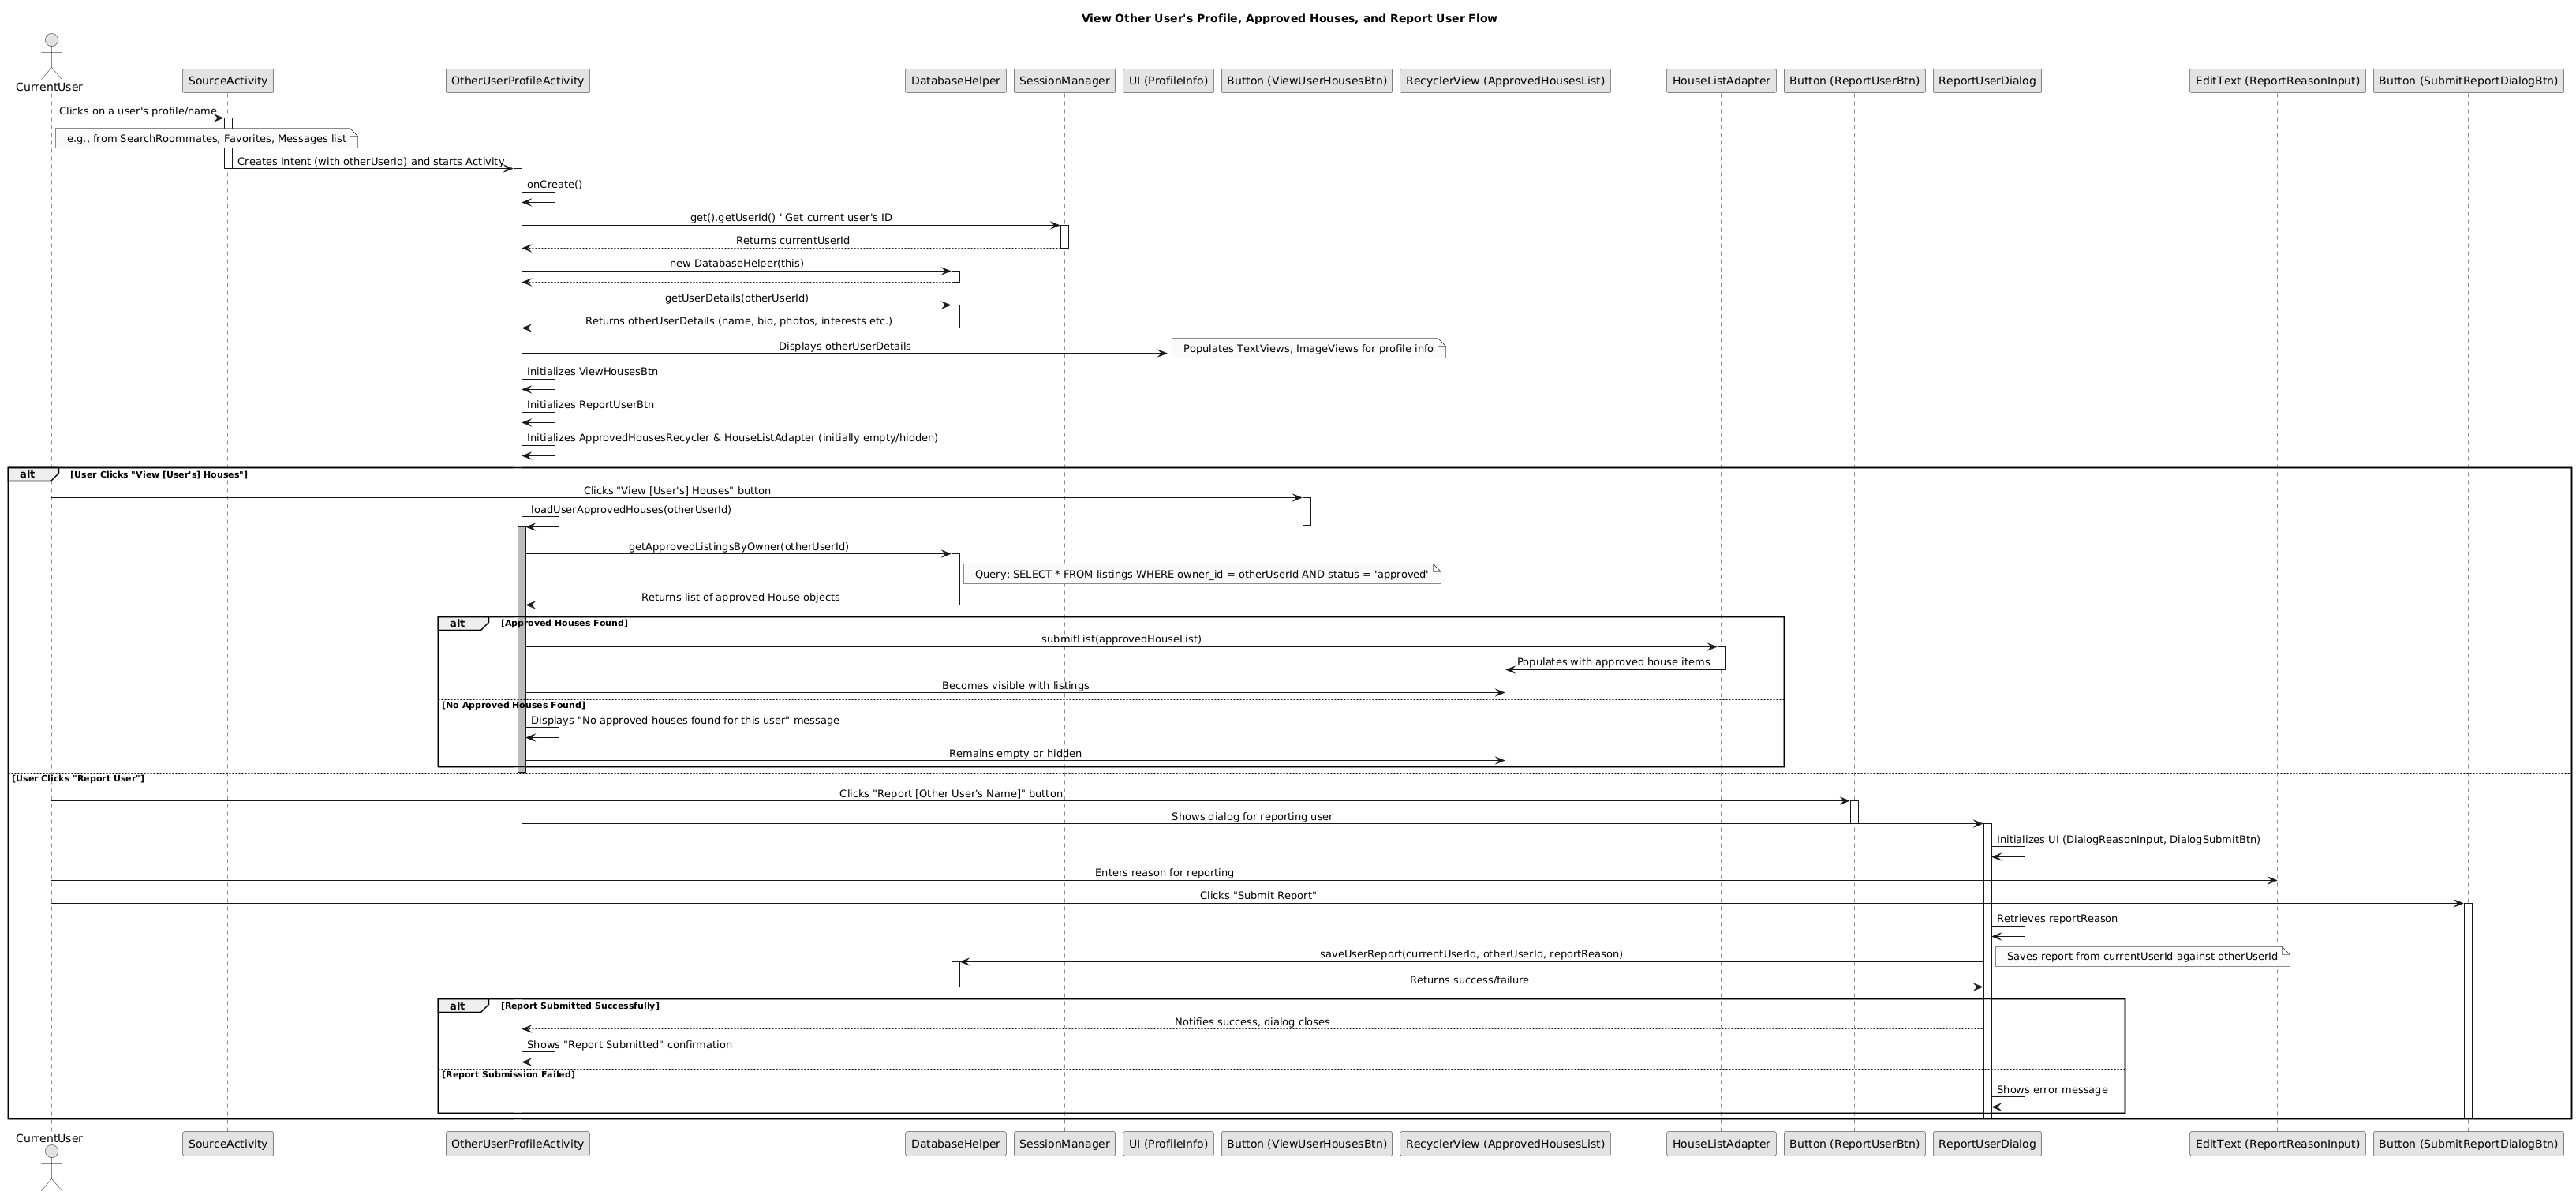 View Other User's Profile, Approved Houses, and Report User Flow
CurrentUser
SourceActivity
OtherUserProfileActivity
DatabaseHelper
SessionManager
UI (ProfileInfo)
Button (ViewUserHousesBtn)
RecyclerView (ApprovedHousesList)
HouseListAdapter
Button (ReportUserBtn)
ReportUserDialog
EditText (ReportReasonInput)
Button (SubmitReportDialogBtn)
Clicks on a user's profile/name
e.g., from SearchRoommates, Favorites, Messages list
Creates Intent (with otherUserId) and starts Activity
onCreate()
get().getUserId() ' Get current user's ID
Returns currentUserId
new DatabaseHelper(this)
getUserDetails(otherUserId)
Returns otherUserDetails (name, bio, photos, interests etc.)
Displays otherUserDetails
Populates TextViews, ImageViews for profile info
Initializes ViewHousesBtn
Initializes ReportUserBtn
Initializes ApprovedHousesRecycler & HouseListAdapter (initially empty/hidden)
alt [User Clicks "View [User's] Houses"]
Clicks "View [User's] Houses" button
loadUserApprovedHouses(otherUserId)
getApprovedListingsByOwner(otherUserId)
Query: SELECT * FROM listings WHERE owner_id = otherUserId AND status = 'approved'
Returns list of approved House objects
alt [Approved Houses Found]
submitList(approvedHouseList)
Populates with approved house items
Becomes visible with listings
[No Approved Houses Found]
Displays "No approved houses found for this user" message
Remains empty or hidden
[User Clicks "Report User"]
Clicks "Report [Other User's Name]" button
Shows dialog for reporting user
Initializes UI (DialogReasonInput, DialogSubmitBtn)
Enters reason for reporting
Clicks "Submit Report"
Retrieves reportReason
saveUserReport(currentUserId, otherUserId, reportReason)
Saves report from currentUserId against otherUserId
Returns success/failure
alt [Report Submitted Successfully]
Notifies success, dialog closes
Shows "Report Submitted" confirmation
[Report Submission Failed]
Shows error message
CurrentUser
SourceActivity
OtherUserProfileActivity
DatabaseHelper
SessionManager
UI (ProfileInfo)
Button (ViewUserHousesBtn)
RecyclerView (ApprovedHousesList)
HouseListAdapter
Button (ReportUserBtn)
ReportUserDialog
EditText (ReportReasonInput)
Button (SubmitReportDialogBtn)